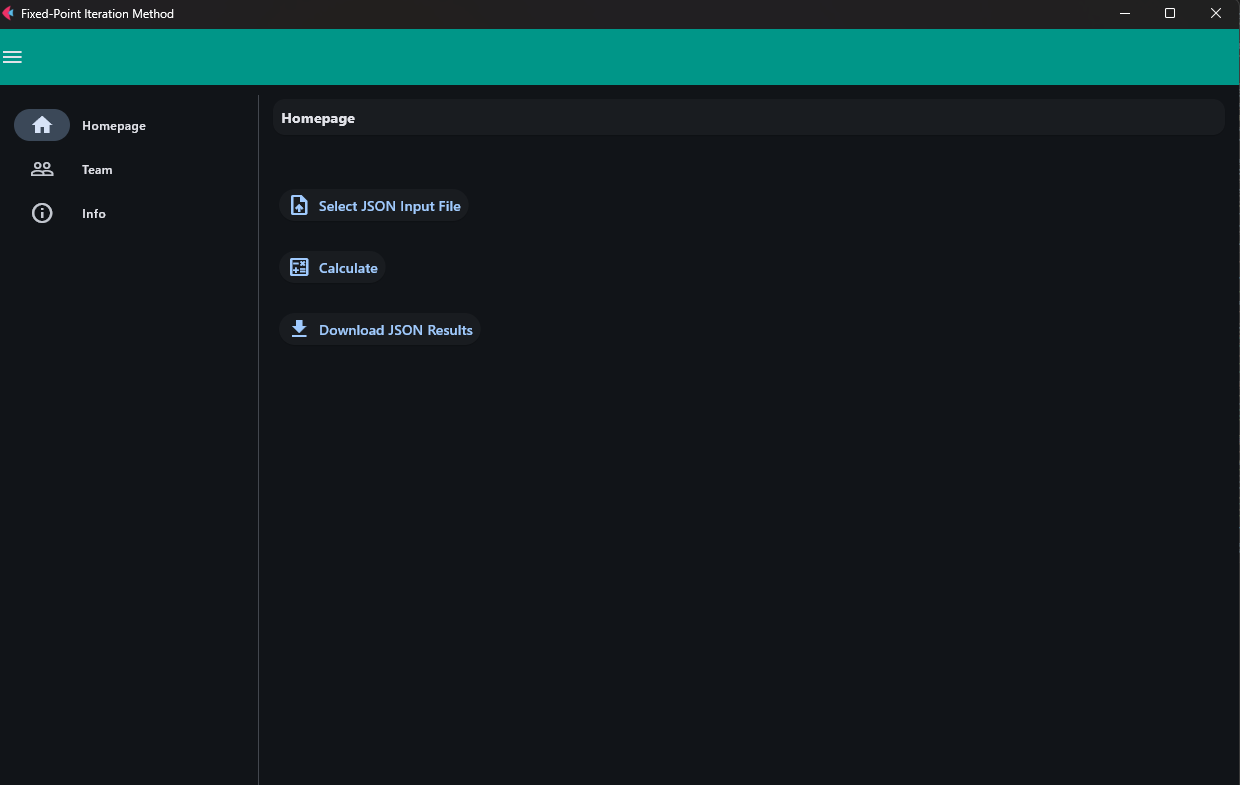 Fixed-Point Iteration Method
Homepage
Team
Info
Homepage
Select JSON Input File
Calculate
Download JSON Results